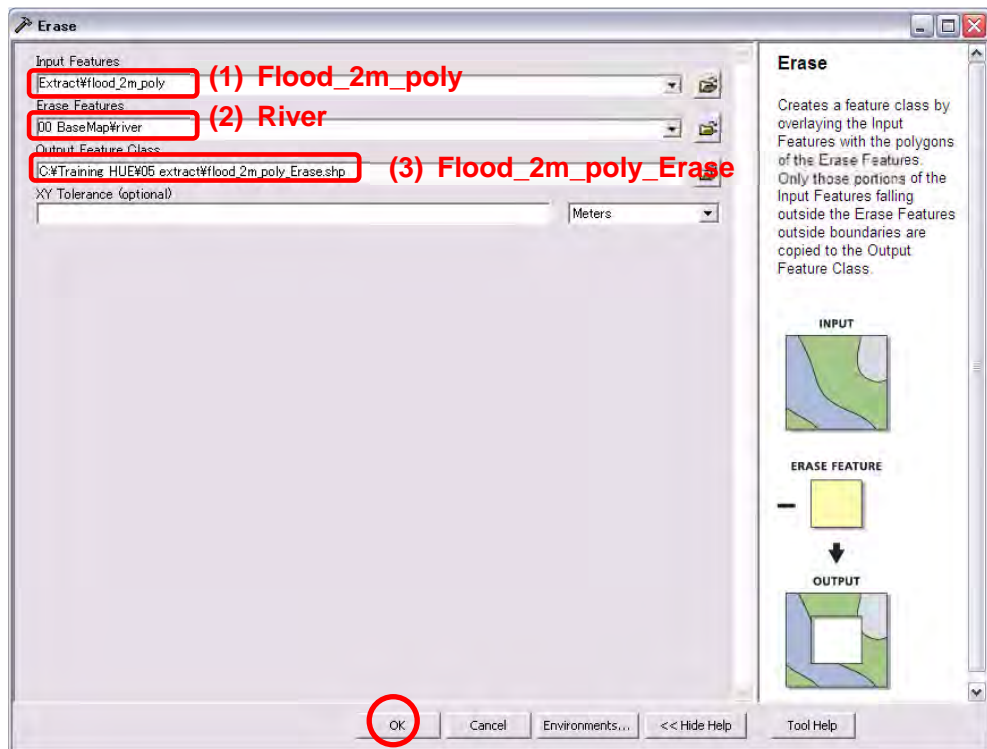 Erase
Input Features
Extract¥flood_2m_poly
(1) Flood_2m_poly
Erase Features
00 BaseMap¥river
(2) River
Output Feature Class
C:¥Training HUE¥05 extract¥flood_2m_poly_Erase.shp
(3) Flood_2m_poly_Erase
XY Tolerance (optional)
Meters
Erase
Creates a feature class by
overlaying the Input
Features with the polygons
of the Erase Features.
Only those portions of the
Input Features falling
outside the Erase Features
outside boundaries are
copied to the Output
Feature Class.
INPUT
ERASE FEATURE
OUTPUT
OK
Cancel
Environments...
<< Hide Help
Tool Help